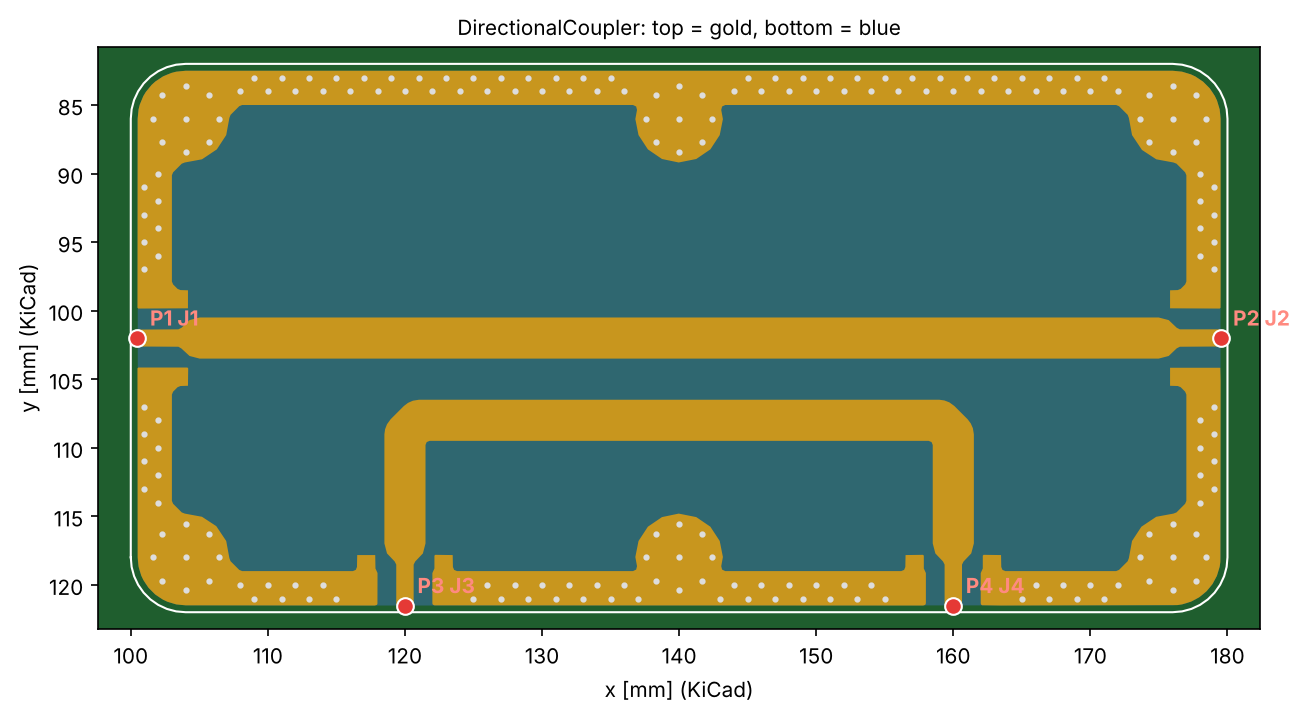 DirectionalCoupler: top = gold, bottom = blue
y [mm] (KiCad)
85
90
95
100
105
110
115
120
P1 J1
P2 J2
P3 J3
P4 J4
100
110
120
130
140
150
160
170
180
x [mm] (KiCad)